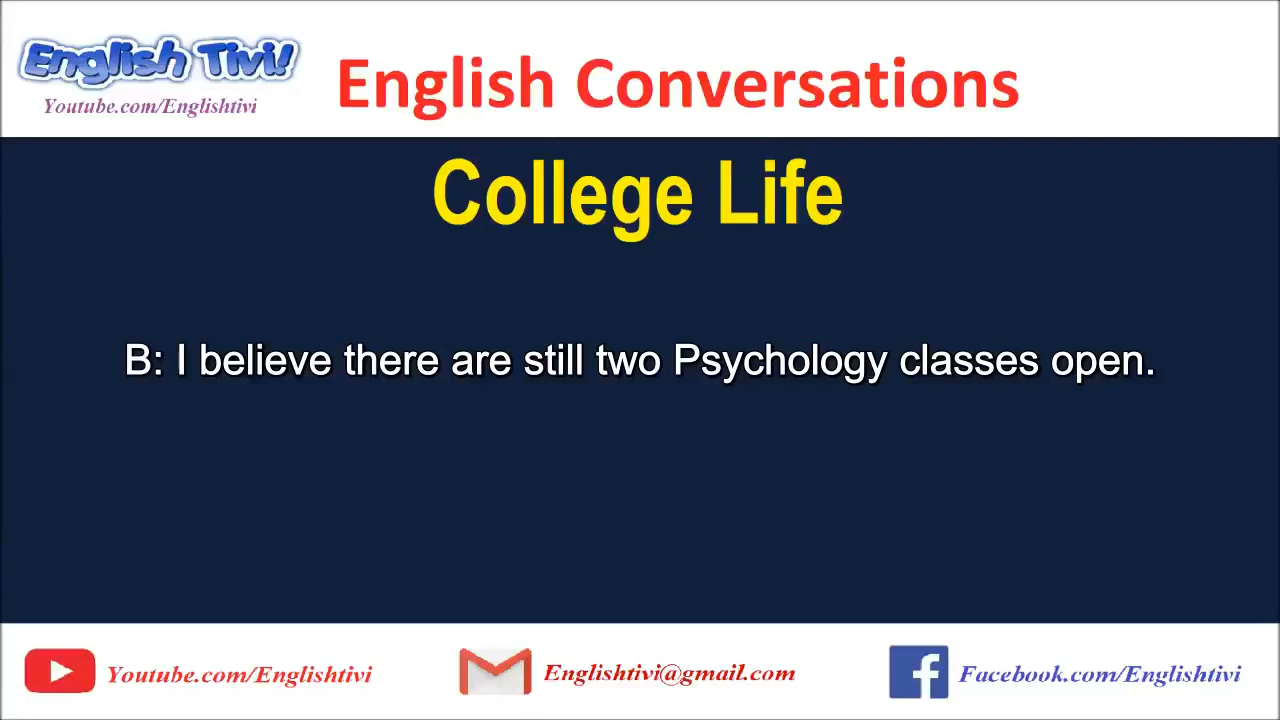 English Tivi!
Youtube.com/Englishtivi
English Conversations
College Life
B: I believe there are still two Psychology classes open.
Youtube.com/Englishtivi
Englishtivi@gmail.com
Facebook.com/Englishtivi